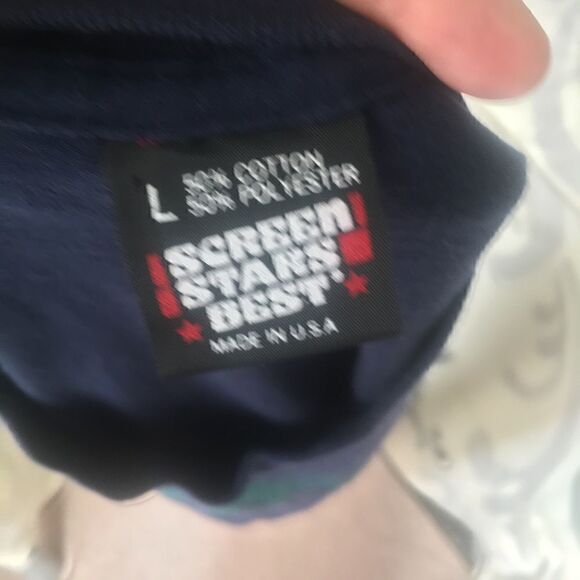 L 50% COTTON
50% POLYESTER
SCREEN
STARS
BEST®
MADE IN U.S.A